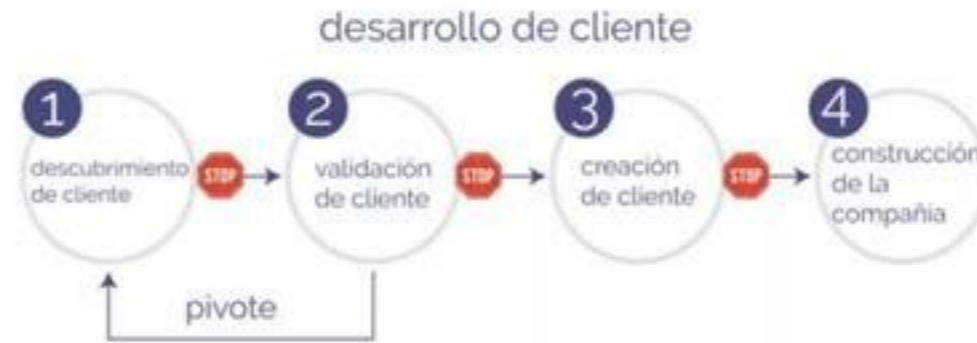 desarrollo de cliente
1
descubrimiento
de cliente
STOP
2
validación
de cliente
STOP
3
creación
de cliente
STOP
4
construcción
de la
compañia
pivote